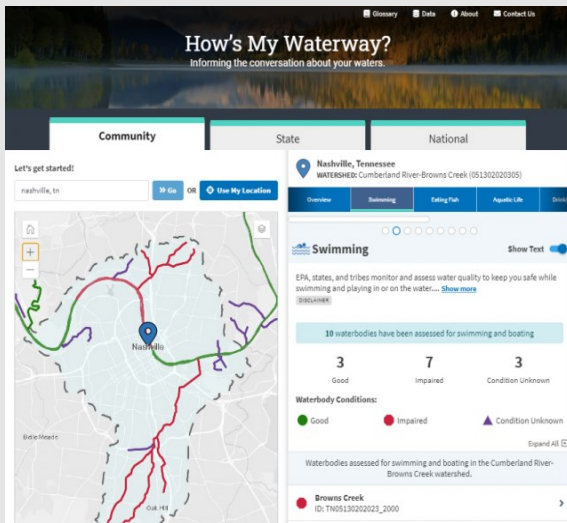 Glossary Data About Contact Us
How's My Waterway?
Informing the conversation about your waters.
Community State National
Let's get started!
nashville, tn
Go OR Use My Location
Nashville
Belle Meade
Oak Hill
Nashville, Tennessee
WATERSHED: Cumberland River-Browns Creek (051302020305)
Overview Swimming Eating Fish Aquatic Life
Swimming Show Text
EPA, states, and tribes monitor and assess water quality to keep you safe while
swimming and playing in or on the water.... Show more
DISCLAIMER
10 waterbodies have been assessed for swimming and boating
3 7 3
Good Impaired Condition Unknown
Waterbody Conditions:
Good Impaired Condition Unknown
Expand All
Waterbodies assessed for swimming and boating in the Cumberland River-
Browns Creek watershed.
Browns Creek
ID: TN05130202023_2000